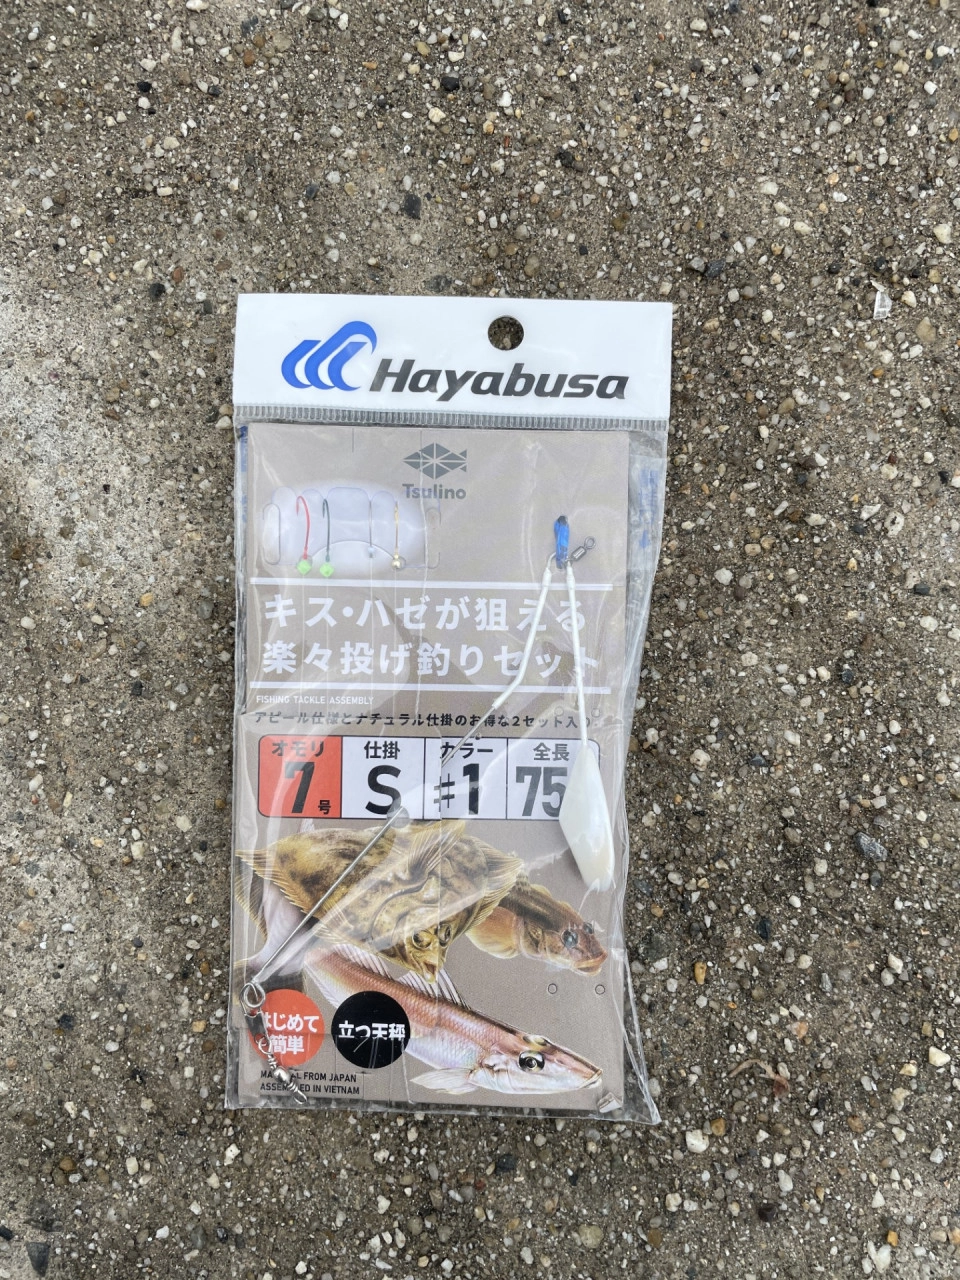 Hayabusa
Tsulino
キス・ハゼが狙える
楽々投げ釣りセット
FISHING TACKLE ASSEMBLY
アピール仕様とナチュラル仕掛のお得な2セット入り
オモリ 仕掛 カラー 全長
7号 S #1 75
はじめて
簡単
立つ天秤
FROM JAPAN
ASSEMBLED IN VIETNAM